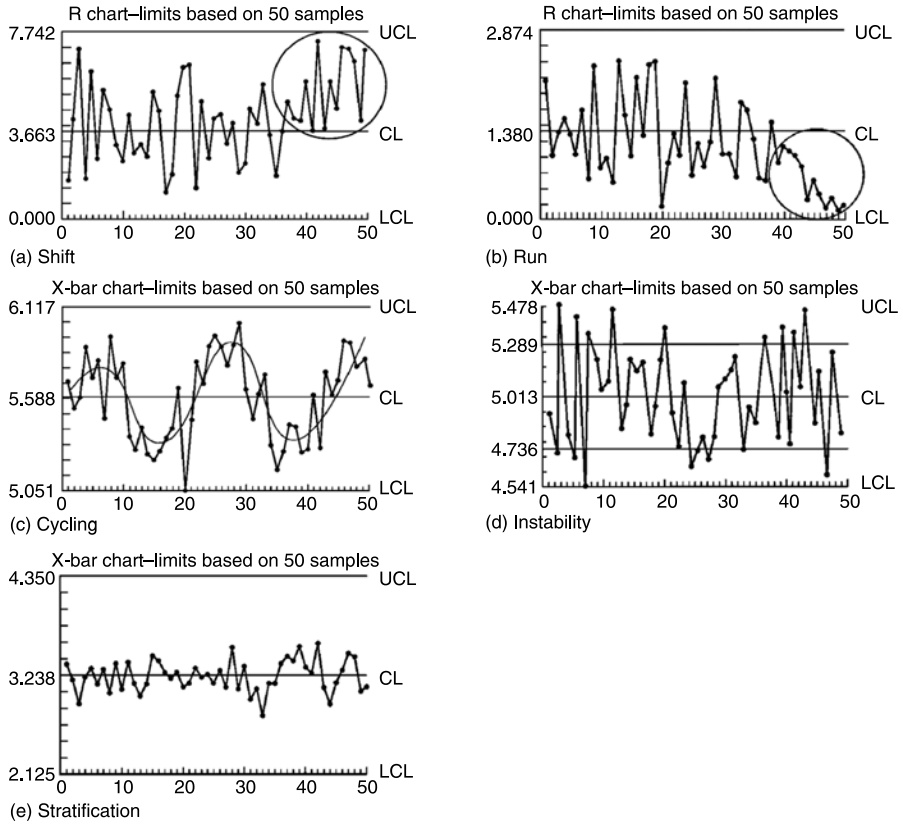 R chart–limits based on 50 samples
7.742
UCL
3.663
CL
0.000
LCL
0 10 20 30 40 50
(a) Shift
R chart–limits based on 50 samples
2.874
UCL
1.380
CL
0.000
LCL
0 10 20 30 40 50
(b) Run
X-bar chart–limits based on 50 samples
6.117
UCL
5.588
CL
5.051
LCL
0 10 20 30 40 50
(c) Cycling
X-bar chart–limits based on 50 samples
5.478
UCL
5.289
5.013
CL
4.736
4.541
LCL
0 10 20 30 40 50
(d) Instability
X-bar chart–limits based on 50 samples
4.350
UCL
3.238
CL
2.125
LCL
0 10 20 30 40 50
(e) Stratification